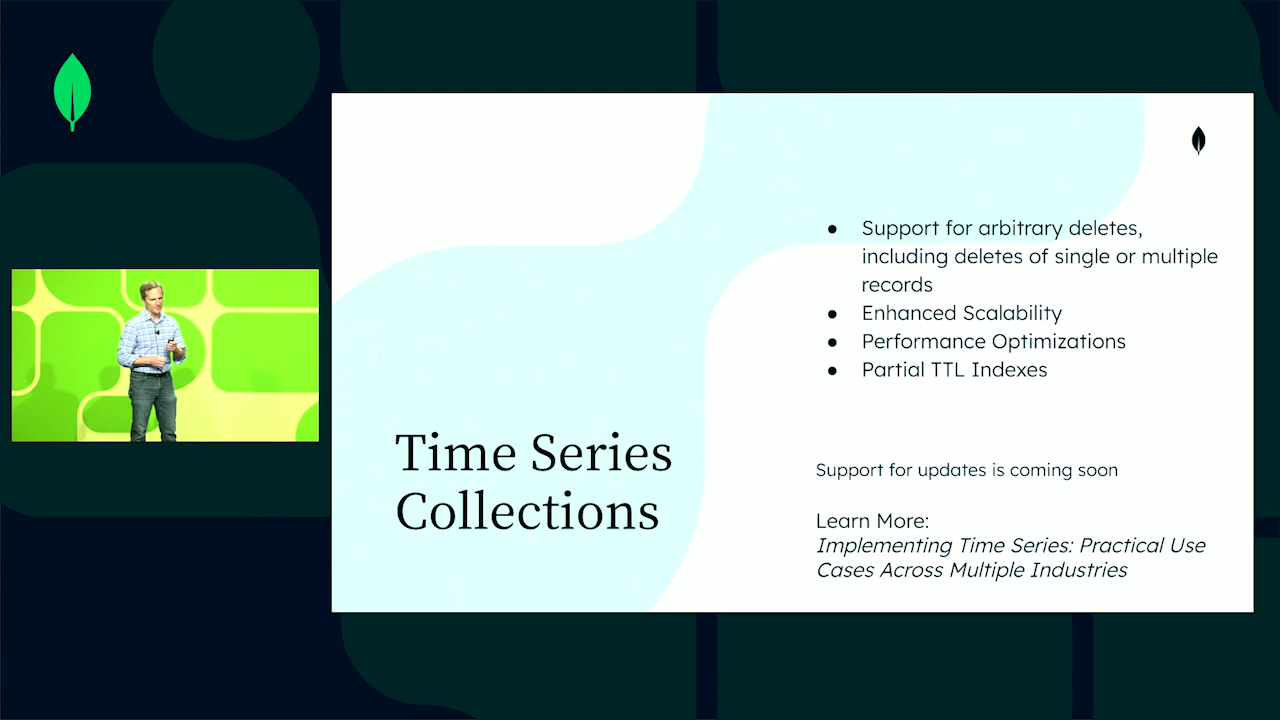 Time Series
Collections
● Support for arbitrary deletes,
including deletes of single or multiple
records
● Enhanced Scalability
● Performance Optimizations
● Partial TTL Indexes
Support for updates is coming soon
Learn More:
Implementing Time Series: Practical Use
Cases Across Multiple Industries